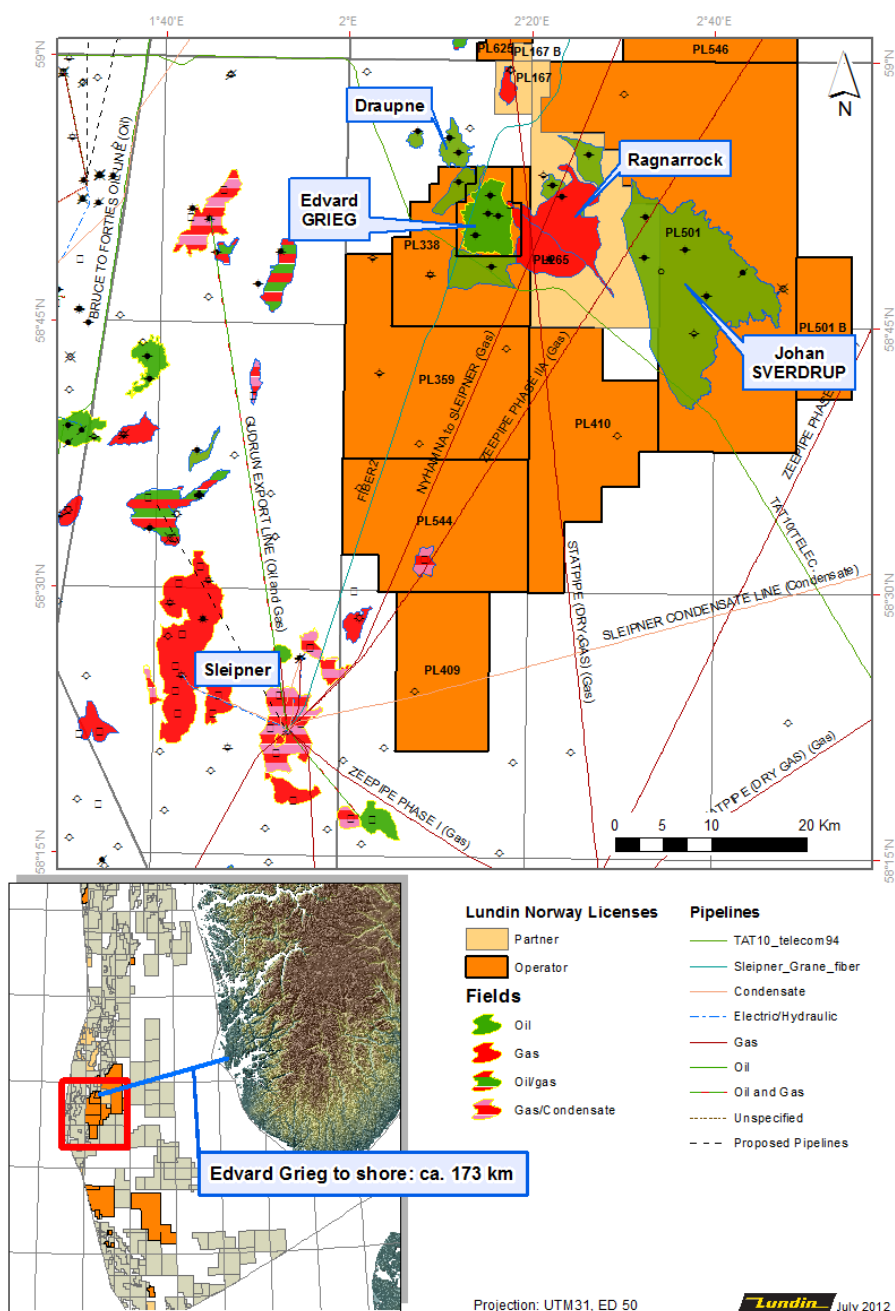 1°40'E
2°E
2°20'E
2°40'E
59°N
59°N
PL625
PL167 B
PL546
PL167
N
Draupne
Ragnarrock
Edvard
GRIEG
BRUCE TO FORTIES OIL LINE (Oil)
PL338
PL265
PL501
58°45'N
58°45'N
PL501 B
Johan
SVERDRUP
PL359
NYHAMNA to SLEIPNER (Gas)
ZEEPIPE PHASE IIA (Gas)
PL410
ZEEPIPE PHASE
GUDRUN EXPORT LINE (Oil and Gas)
FIBER2
PL544
TAT10(TELEC...
58°30'N
58°30'N
STATPIPE (DRY GAS) (Gas)
SLEIPNER CONDENSATE LINE (Condensate)
Sleipner
PL409
ZEEPIPE PHASE I (Gas)
ATPIPE (DRY GAS) (Gas)
0 5 10 20 Km
58°15'N
58°15'N
Lundin Norway Licenses
Partner
Operator
Fields
Oil
Gas
Oil/gas
Gas/Condensate
Pipelines
TAT10_telecom94
Sleipner_Grane_fiber
Condensate
Electric/Hydraulic
Gas
Oil
Oil and Gas
Unspecified
Proposed Pipelines
Edvard Grieg to shore: ca. 173 km
Projection: UTM31, ED 50
Lundin July 2012